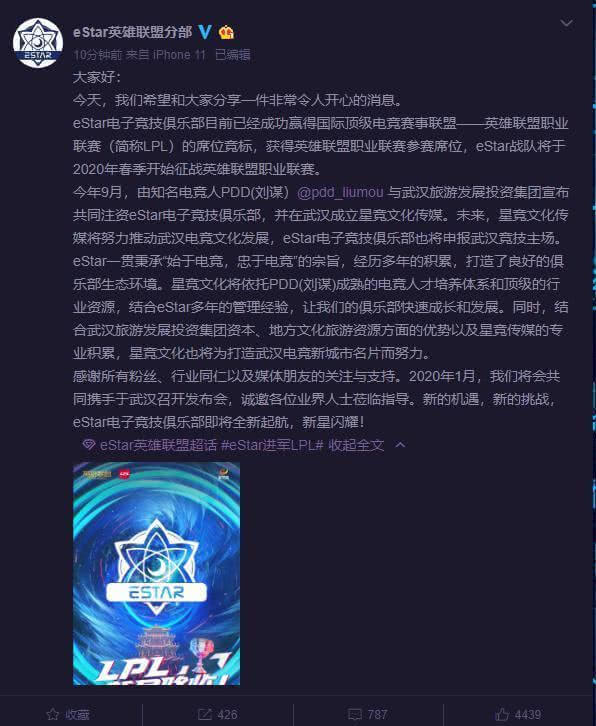 eStar英雄联盟分部
10分钟前 来自 iPhone 11 已编辑
大家好：
今天，我们希望和大家分享一件非常令人开心的消息。
eStar电子竞技俱乐部目前已经成功赢得国际顶级电竞赛事联盟——英雄联盟职业
联赛（简称LPL）的席位竞标，获得英雄联盟职业联赛参赛席位，eStar战队将于
2020年春季开始征战英雄联盟职业联赛。
今年9月，由知名电竞人PDD(刘谋）@pdd_liumou 与武汉旅游发展投资集团宣布
共同注资eStar电子竞技俱乐部，并在武汉成立星竞文化传媒。未来，星竞文化传
媒将努力推动武汉电竞文化发展，eStar电子竞技俱乐部也将申报武汉竞技主场。
eStar一贯秉承“始于电竞，忠于电竞”的宗旨，经历多年的积累，打造了良好的俱
乐部生态环境。星竞文化将依托PDD(刘谋)成熟的电竞人才培养体系和顶级的行
业资源，结合eStar多年的管理经验，让我们的俱乐部快速成长和发展。同时，结
合武汉旅游发展投资集团资本、地方文化旅游资源方面的优势以及星竞传媒的专
业积累，星竞文化也将为打造武汉电竞新城市名片而努力。
感谢所有粉丝、行业同仁以及媒体朋友的关注与支持。2020年1月，我们将会共
同携手于武汉召开发布会，诚邀各位业界人士莅临指导。新的机遇，新的挑战，
eStar电子竞技俱乐部即将全新起航，新星闪耀！
eStar英雄联盟超话 #eStar进军LPL# 收起全文
ESTAR
LPL
收藏
426
787
4439